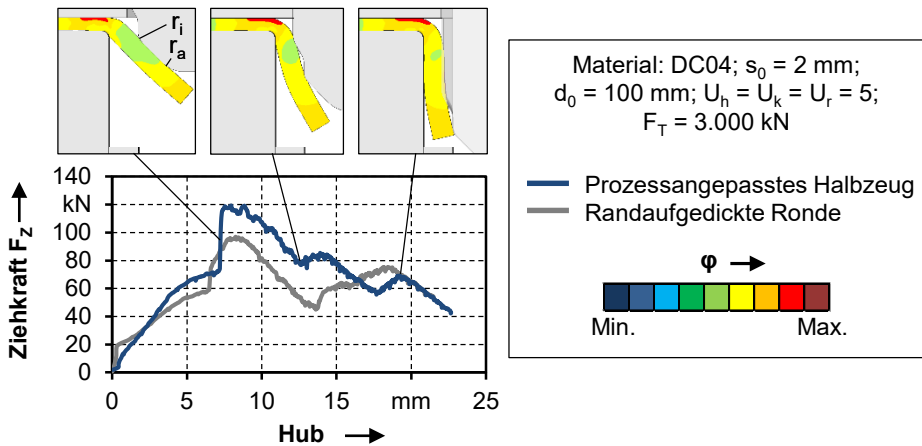 r_i
r_a
Ziehkraft F_Z
140
kN
100
80
60
40
20
0
0
5
10
15
mm
25
Hub
Material: DC04; s_0 = 2 mm;
d_0 = 100 mm; U_h = U_k = U_r = 5;
F_T = 3.000 kN
Prozessangepasstes Halbzeug
Randaufgedickte Ronde
φ
Min.
Max.